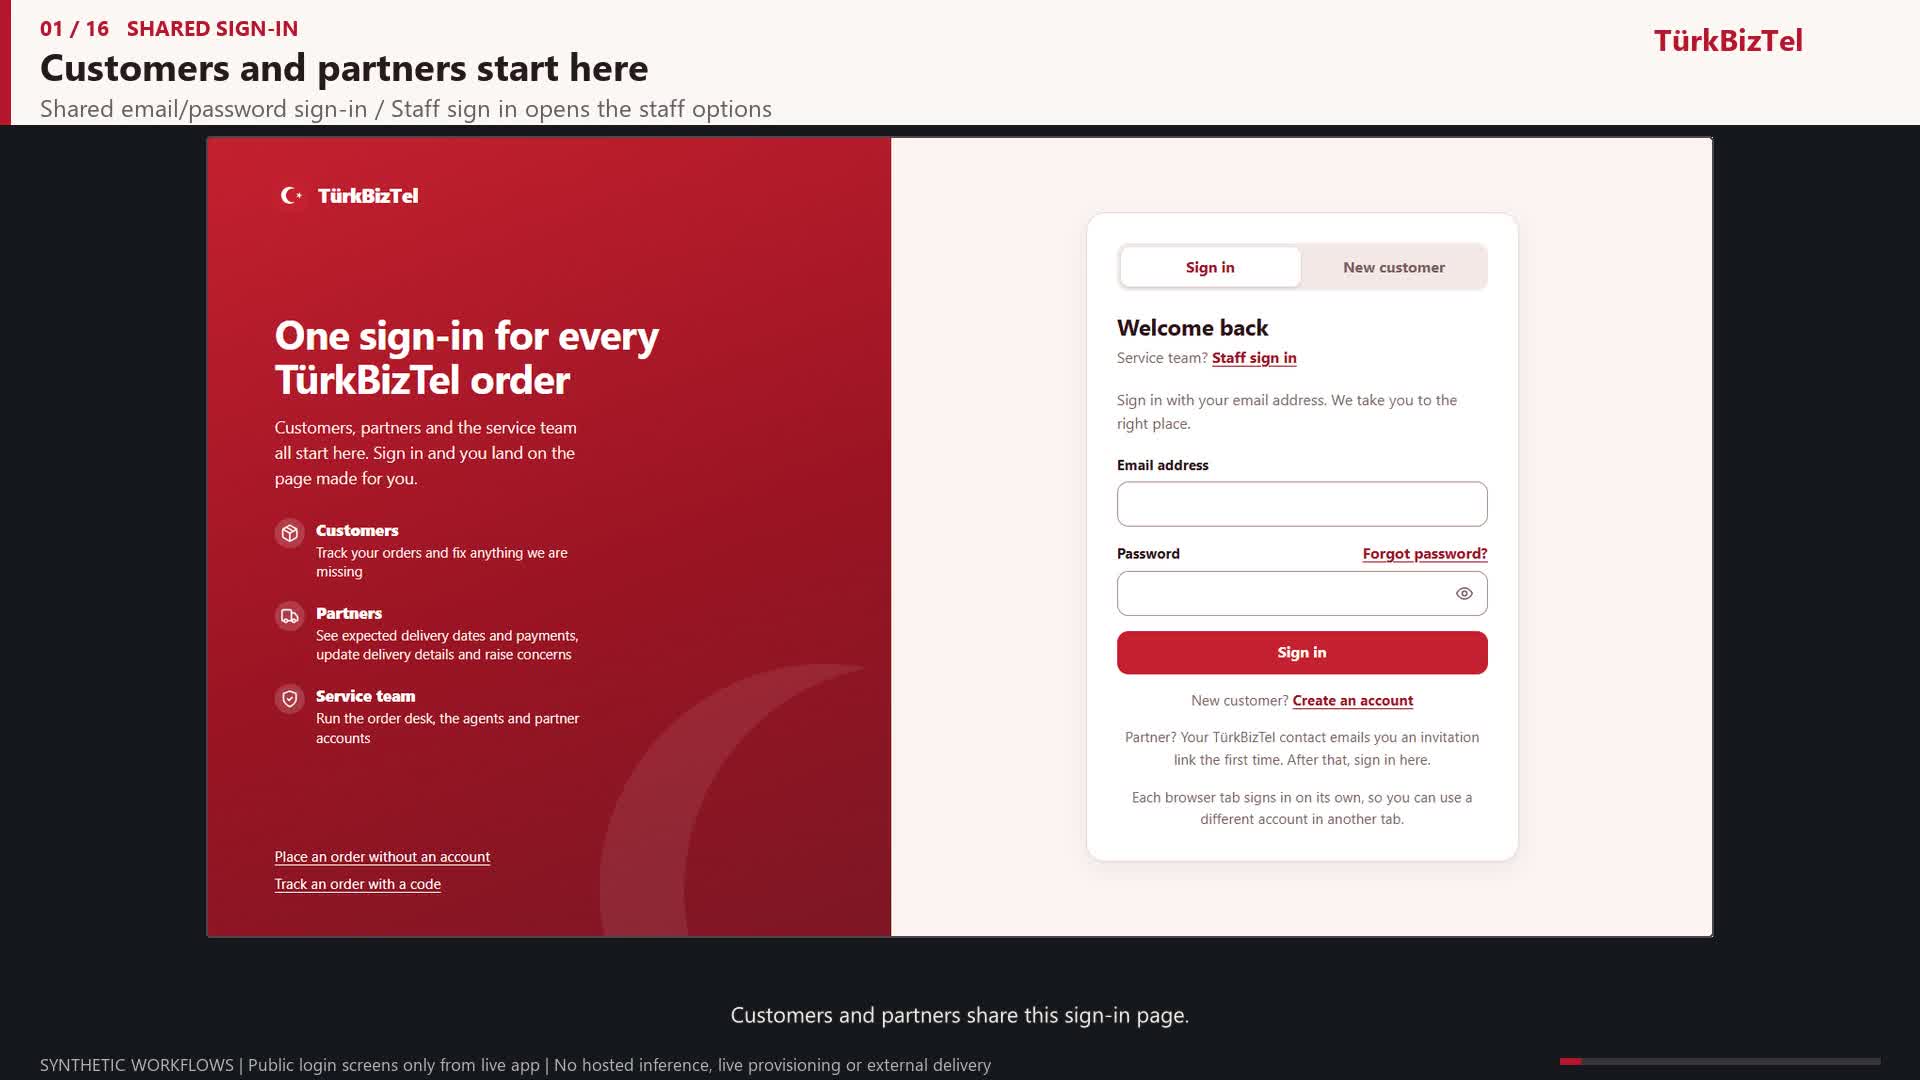 01 / 16 SHARED SIGN-IN
Customers and partners start here
Shared email/password sign-in / Staff sign in opens the staff options
TürkBizTel
TürkBizTel
One sign-in for every
TürkBizTel order
Customers, partners and the service team
all start here. Sign in and you land on the
page made for you.
Customers
Track your orders and fix anything we are
missing
Partners
See expected delivery dates and payments,
update delivery details and raise concerns
Service team
Run the order desk, the agents and partner
accounts
Place an order without an account
Track an order with a code
Sign in
New customer
Welcome back
Service team? Staff sign in
Sign in with your email address. We take you to the
right place.
Email address
Password
Forgot password?
Sign in
New customer? Create an account
Partner? Your TürkBizTel contact emails you an invitation
link the first time. After that, sign in here.
Each browser tab signs in on its own, so you can use a
different account in another tab.
Customers and partners share this sign-in page.
SYNTHETIC WORKFLOWS | Public login screens only from live app | No hosted inference, live provisioning or external delivery